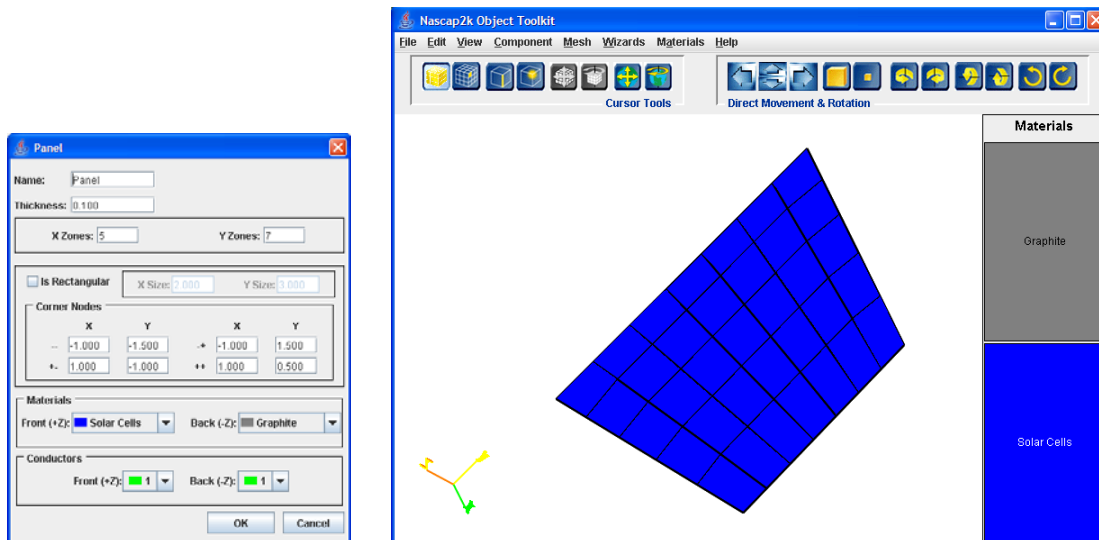 Panel
Name: Panel
Thickness: 0.100
X Zones: 5 Y Zones: 7
Is Rectangular X Size: 2.000 Y Size: 3.000
Corner Nodes
X Y X Y
-- -1.000 -1.500 -+ -1.000 1.500
+- 1.000 -1.000 ++ 1.000 0.500
Materials
Front (+Z): Solar Cells Back (-Z): Graphite
Conductors
Front (+Z): 1 Back (-Z): 1
OK Cancel
Nascap2k Object Toolkit
File Edit View Component Mesh Wizards Materials Help
Cursor Tools Direct Movement & Rotation
Materials
Graphite
Solar Cells